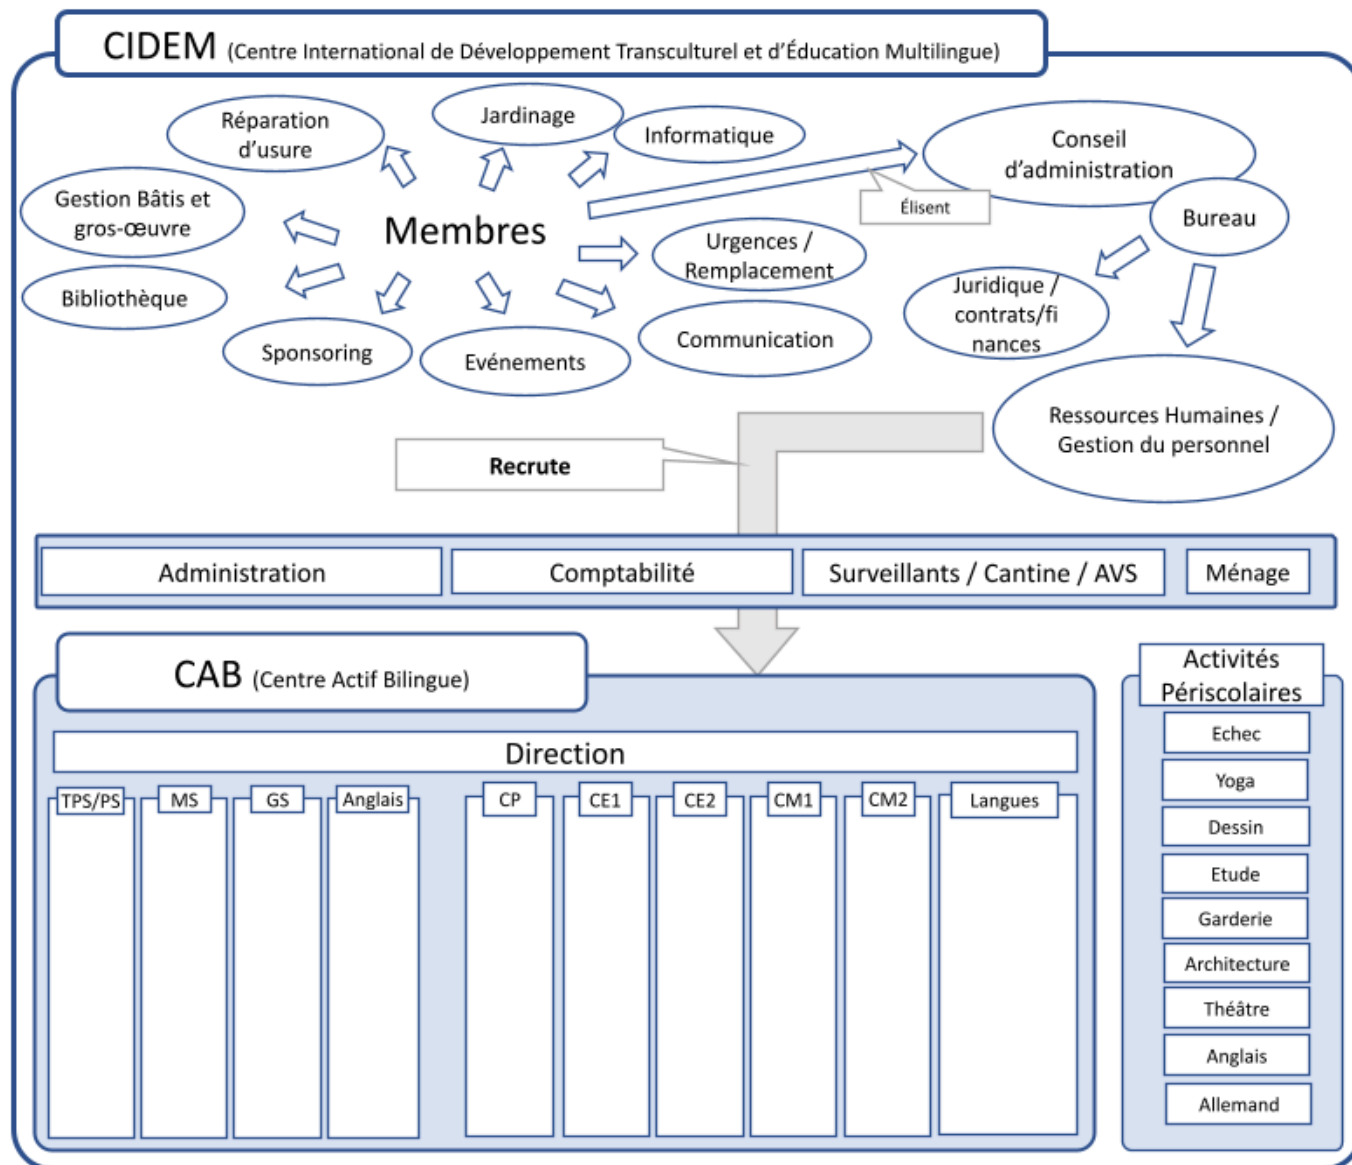 CIDEM (Centre International de Développement Transculturel et d'Éducation Multilingue)
Réparation
d'usure
Jardinage
Informatique
Conseil
d'administration
Gestion Bâtis et
gros-œuvre
Membres
Élisent
Bureau
Urgences /
Remplacement
Bibliothèque
Juridique /
contrats/fi
nances
Sponsoring
Evénements
Communication
Ressources Humaines /
Gestion du personnel
Recrute
Administration
Comptabilité
Surveillants / Cantine / AVS
Ménage
CAB (Centre Actif Bilingue)
Direction
TPS/PS
MS
GS
Anglais
CP
CE1
CE2
CM1
CM2
Langues
Activités
Périscolaires
Echec
Yoga
Dessin
Etude
Garderie
Architecture
Théâtre
Anglais
Allemand